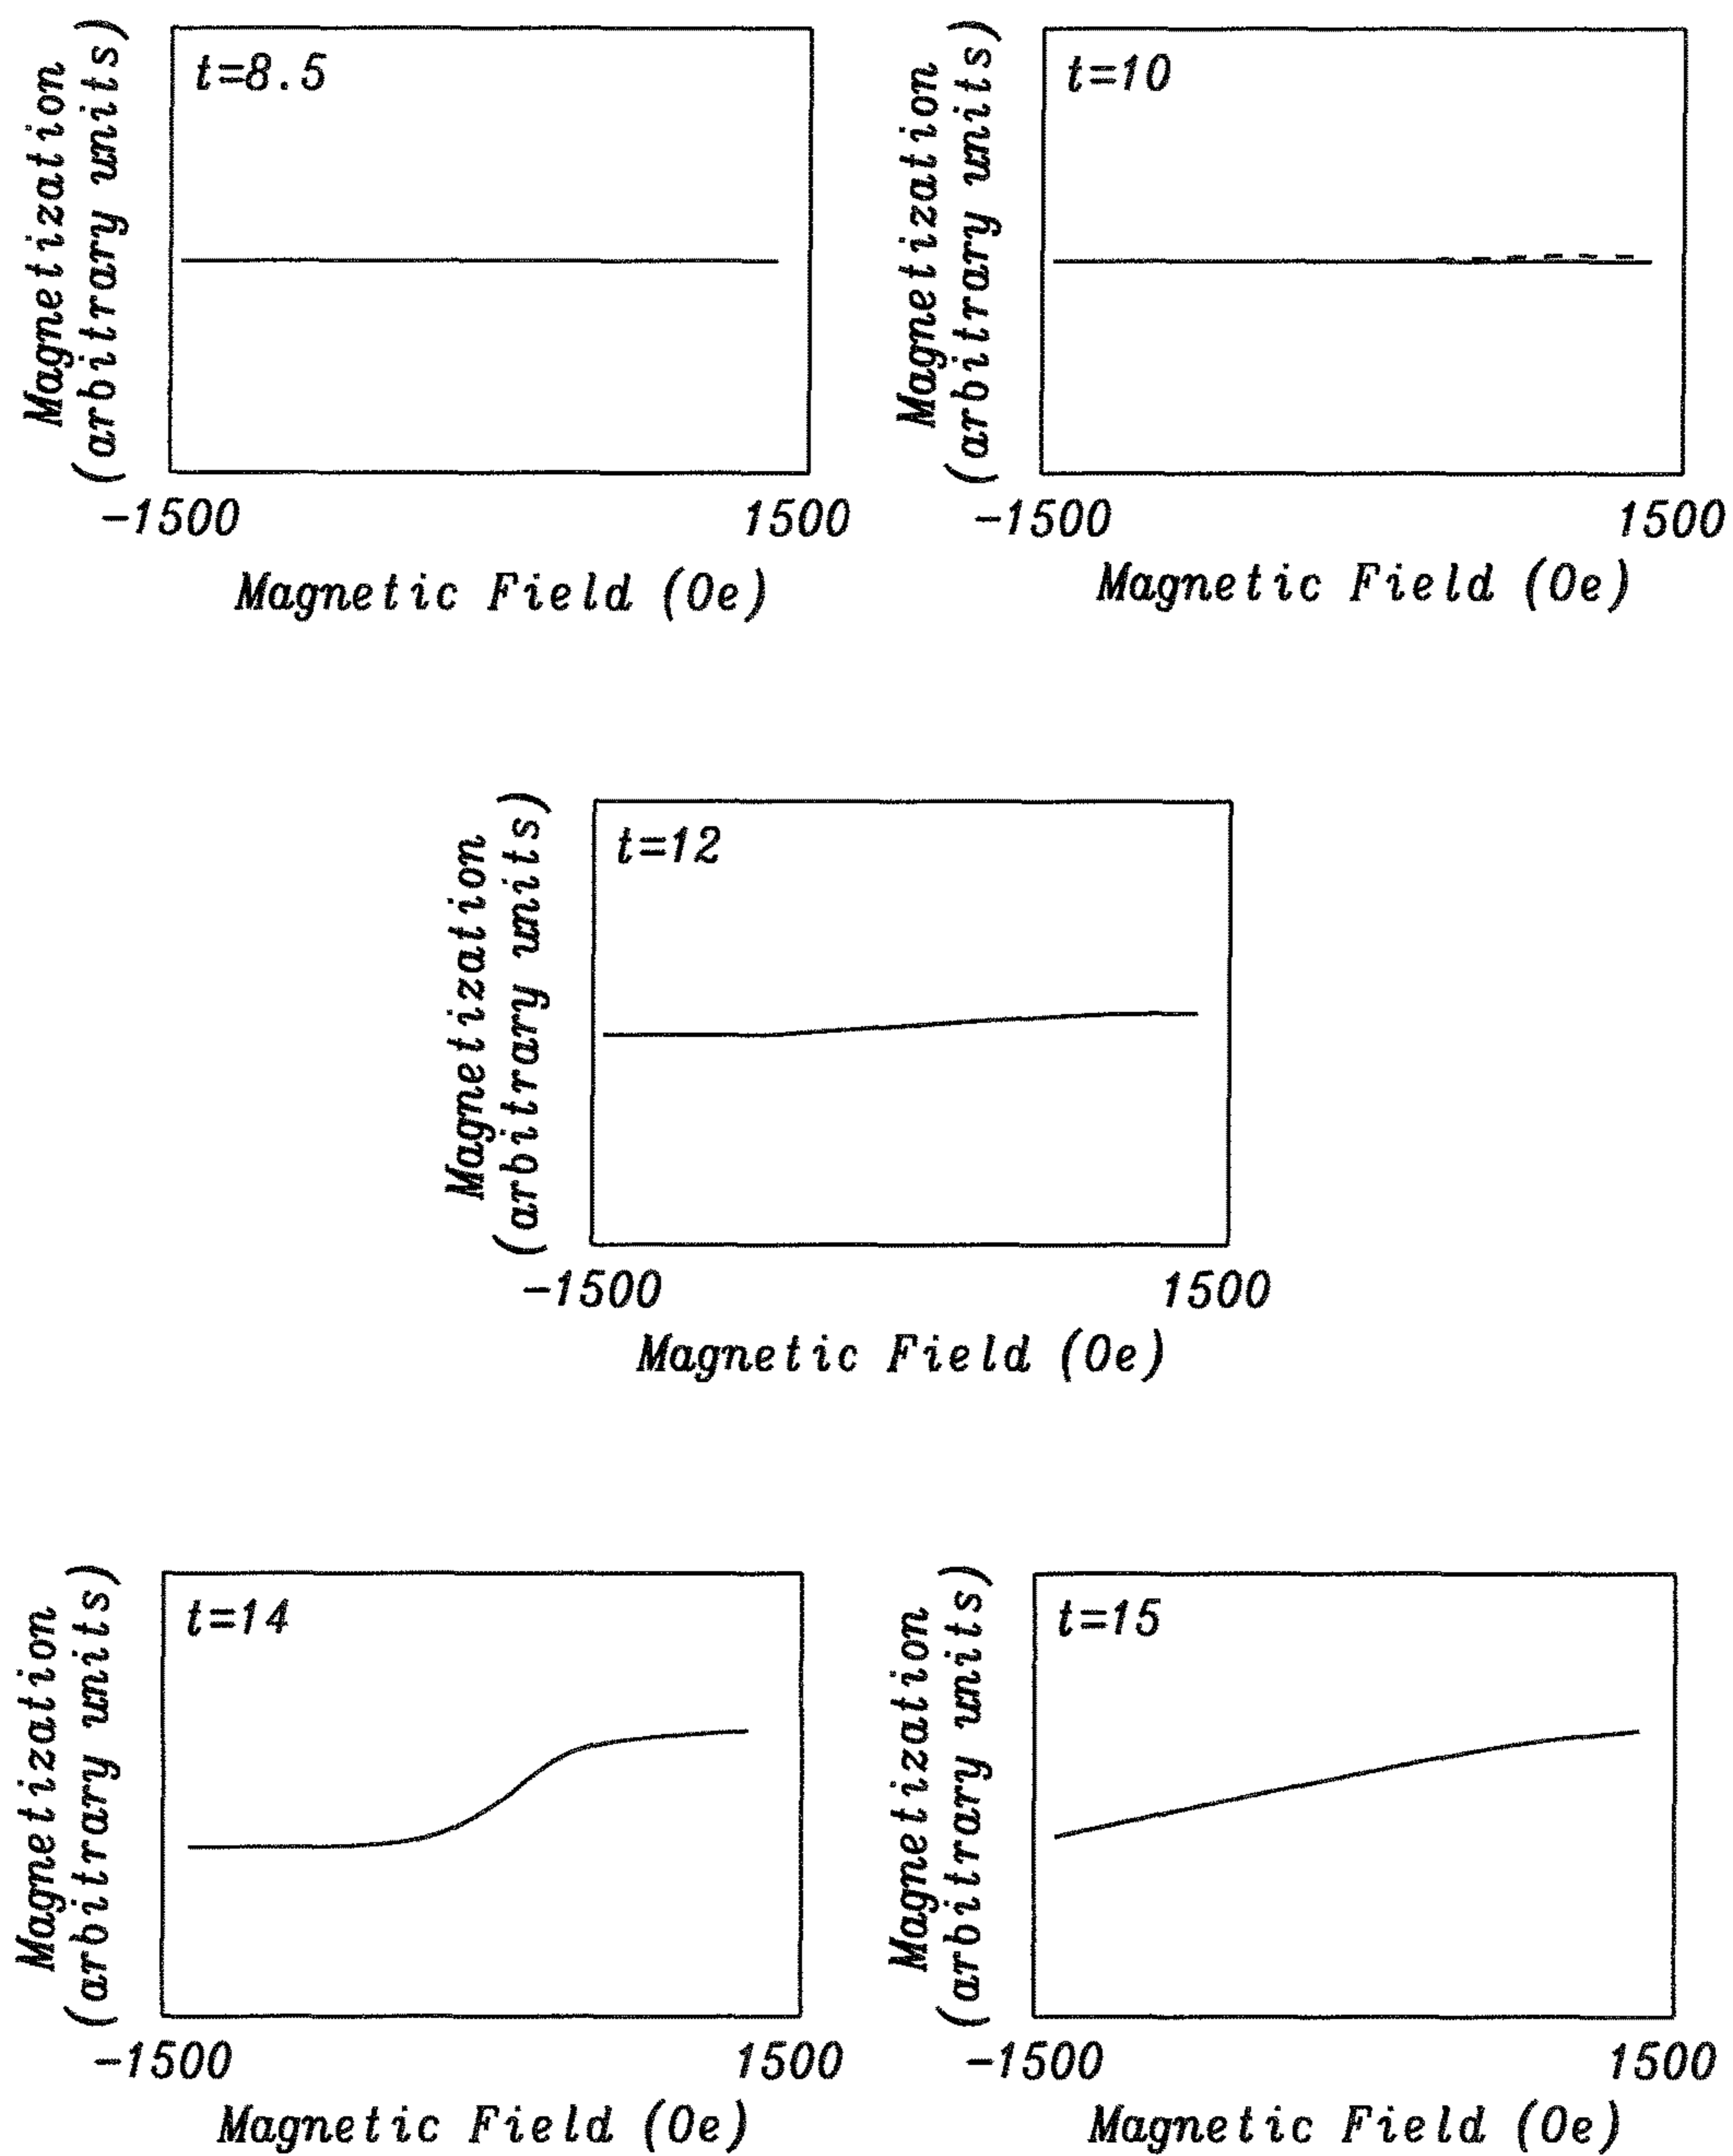 Magnetization
(arbitrary units)
t=8.5
-1500
1500
Magnetic Field (Oe)
Magnetization
(arbitrary units)
t=10
-1500
1500
Magnetic Field (Oe)
Magnetization
(arbitrary units)
t=12
-1500
1500
Magnetic Field (Oe)
Magnetization
(arbitrary units)
t=14
-1500
1500
Magnetic Field (Oe)
Magnetization
(arbitrary units)
t=15
-1500
1500
Magnetic Field (Oe)